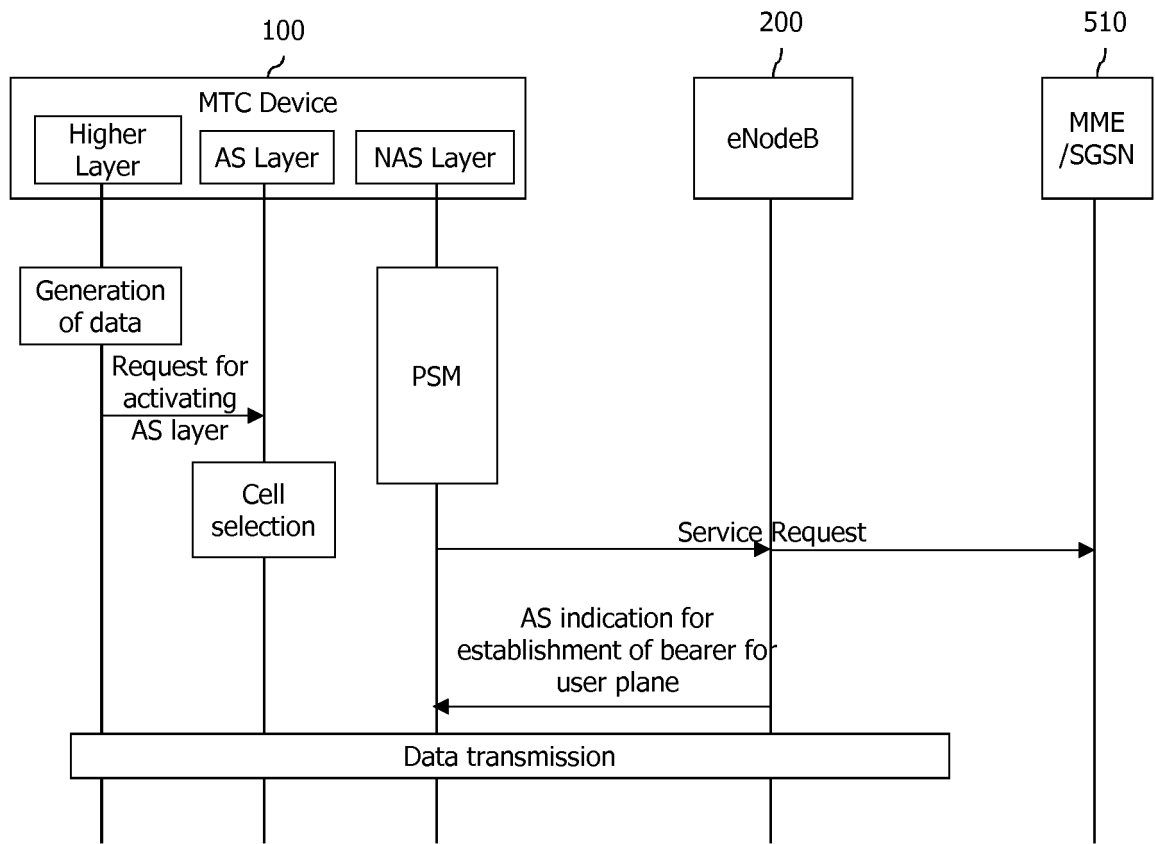 100
200
510
MTC Device
Higher
Layer
AS Layer
NAS Layer
eNodeB
MME
/SGSN
Generation
of data
PSM
Request for
activating
AS layer
Cell
selection
Service Request
AS indication for
establishment of bearer for
user plane
Data transmission